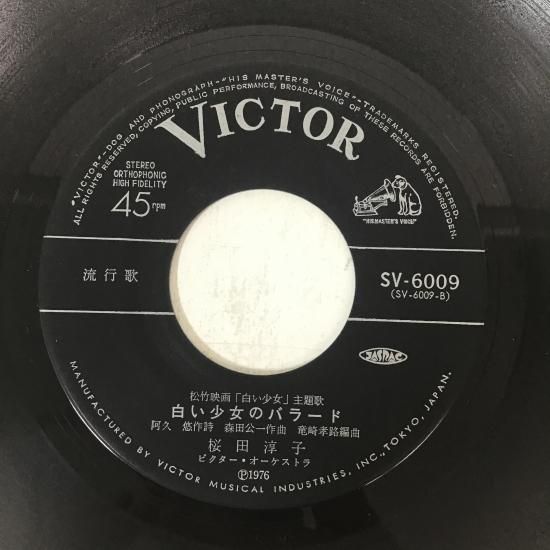 "VICTOR"–DOG AND PHONOGRAPH–"HIS MASTER'S VOICE"–TRADEMARKS REGISTERED.
ALL RIGHTS RESERVED, COPYING, PUBLIC PERFORMANCE, BROADCASTING OF THESE RECORDS ARE FORBIDDEN.
VICTOR
STEREO
ORTHOPHONIC
HIGH FIDELITY
45 rpm
"HIS MASTER'S VOICE"
流行歌
SV-6009
(SV-6009-B)
JASRAC
松竹映画「白い少女」主題歌
白い少女のバラード
阿久 悠作詩 森田公一作曲 竜崎孝路編曲
桜田淳子
ビクター・オーケストラ
Ⓟ1976
MANUFACTURED BY VICTOR MUSICAL INDUSTRIES, INC., TOKYO, JAPAN.